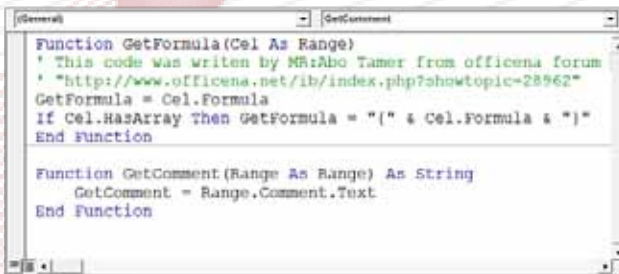 (General) GetComment
Function GetFormula(Cel As Range)
' This code was writen by MR:Abo Tamer from officena forum
' "http://www.officena.net/ib/index.php?showtopic=28962"
GetFormula = Cel.Formula
If Cel.HasArray Then GetFormula = "{" & Cel.Formula & "}"
End Function
Function GetComment(Range As Range) As String
GetComment = Range.Comment.Text
End Function